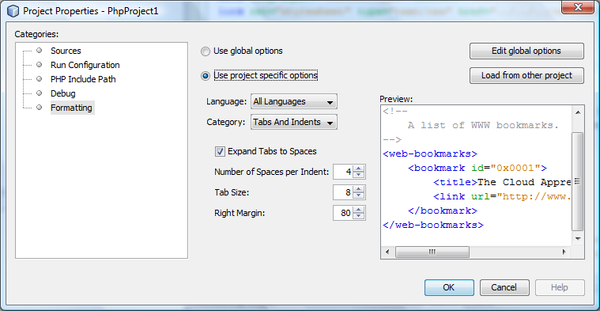 Project Properties - PhpProject1
Categories:
Sources
Run Configuration
PHP Include Path
Debug
Formatting
Use global options
Edit global options
Use project specific options
Load from other project
Language: All Languages
Category: Tabs And Indents
Expand Tabs to Spaces
Number of Spaces per Indent: 4
Tab Size: 8
Right Margin: 80
Preview:
<!--
A list of WWW bookmarks.
-->
<web-bookmarks>
<bookmark id="0x0001">
<title>The Cloud Appre
<link url="http://www.
</bookmark>
</web-bookmarks>
OK
Cancel
Help